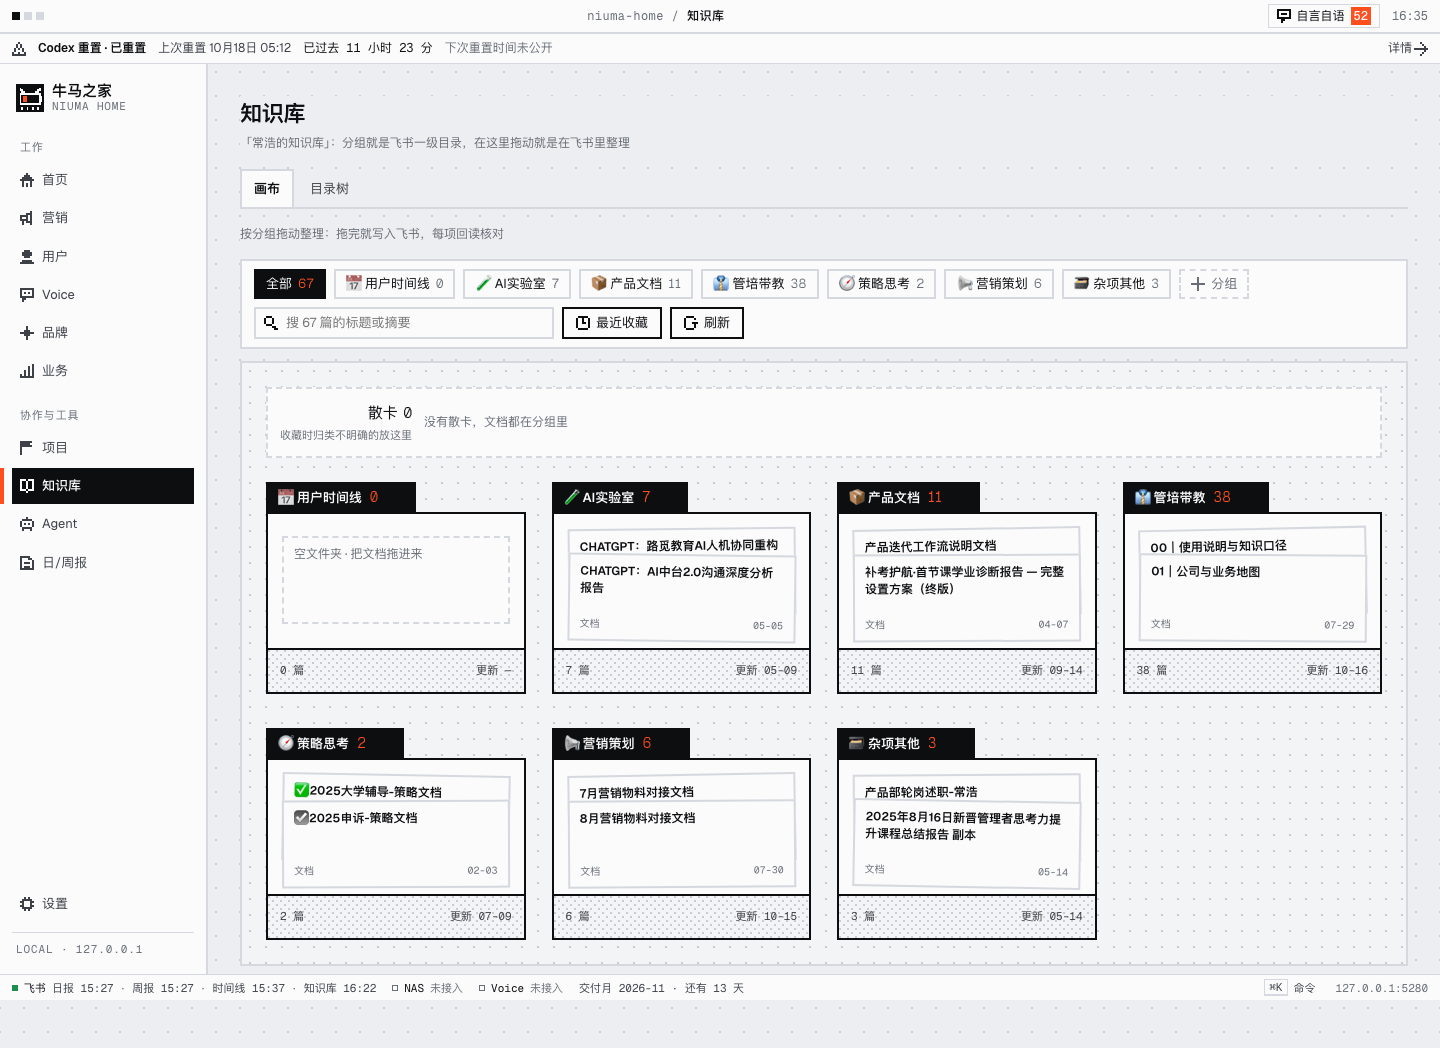 niuma-home / 知识库
自言自语 52
16:35
Codex 重置 · 已重置 上次重置 10月18日 05:12 已过去 11 小时 23 分 下次重置时间未公开
详情
牛马之家
NIUMA HOME
工作
首页
营销
用户
Voice
品牌
业务
协作与工具
项目
知识库
Agent
日/周报
设置
LOCAL · 127.0.0.1
知识库
「常浩的知识库」：分组就是飞书一级目录，在这里拖动就是在飞书里整理
画布 目录树
按分组拖动整理：拖完就写入飞书，每项回读核对
全部 67 用户时间线 0 AI实验室 7 产品文档 11 管培带教 38 策略思考 2 营销策划 6 杂项其他 3 分组
搜 67 篇的标题或摘要 最近收藏 刷新
散卡 0
收藏时归类不明确的放这里
没有散卡，文档都在分组里
用户时间线 0
空文件夹 · 把文档拖进来
0 篇 更新 —
AI实验室 7
CHATGPT：路觅教育AI人机协同重构
CHATGPT：AI中台2.0沟通深度分析
报告
文档 05-05
7 篇 更新 05-09
产品文档 11
产品迭代工作流说明文档
补考护航·首节课学业诊断报告 — 完整
设置方案（终版）
文档 04-07
11 篇 更新 09-14
管培带教 38
00｜使用说明与知识口径
01｜公司与业务地图
文档 07-29
38 篇 更新 10-16
策略思考 2
✅2025大学辅导-策略文档
☑2025申诉-策略文档
文档 02-03
2 篇 更新 07-09
营销策划 6
7月营销物料对接文档
8月营销物料对接文档
文档 07-30
6 篇 更新 10-15
杂项其他 3
产品部轮岗述职-常浩
2025年8月16日新晋管理者思考力提
升课程总结报告 副本
文档 05-14
3 篇 更新 05-14
飞书 日报 15:27 · 周报 15:27 · 时间线 15:37 · 知识库 16:22 NAS 未接入 Voice 未接入 交付月 2026-11 · 还有 13 天
⌘K 命令 127.0.0.1:5280